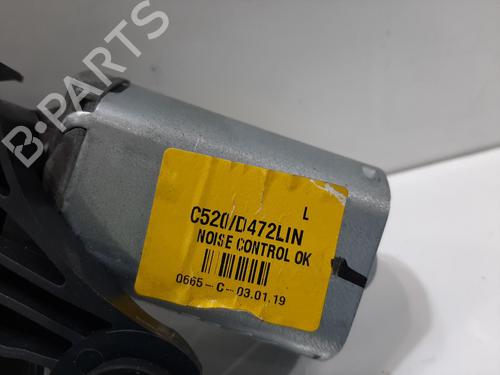 B-PARTS
L
C520/D472LIN
NOISE CONTROL OK
0665-C-03.01.19